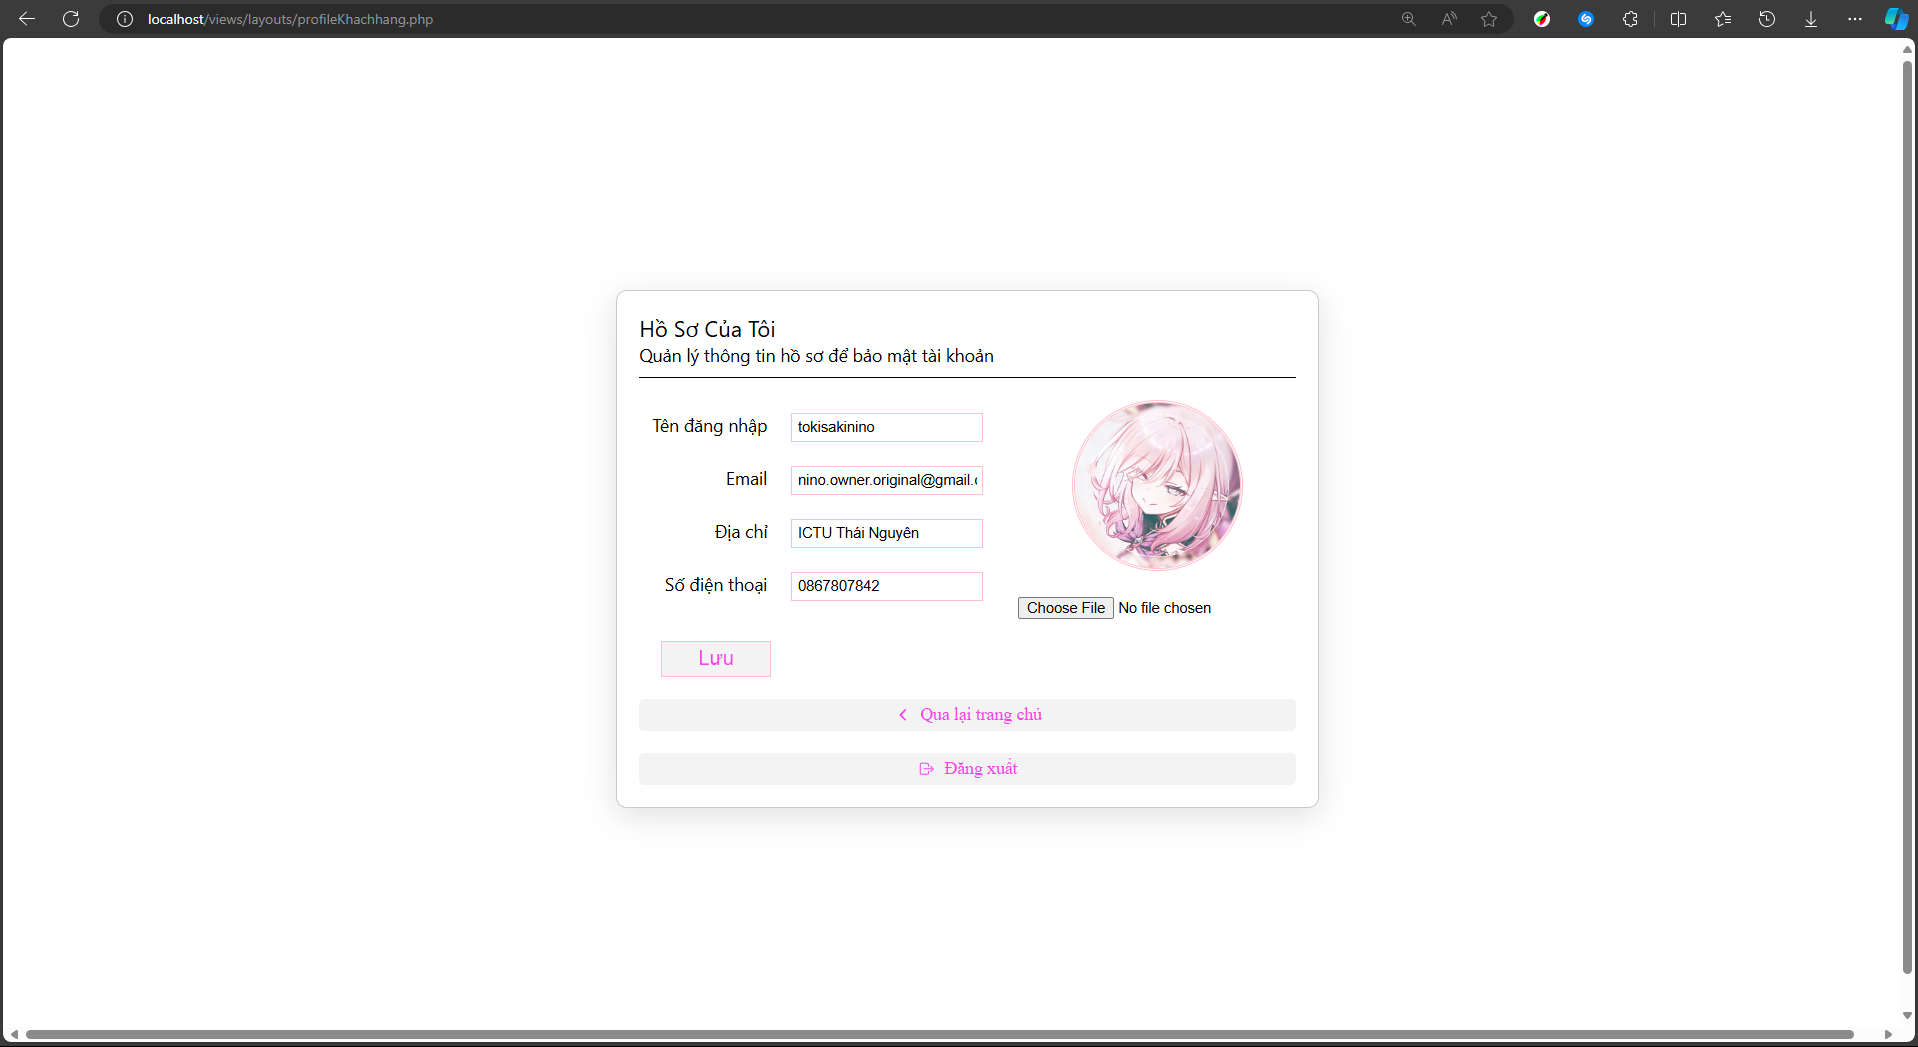 localhost/views/layouts/profileKhachhang.php
Hồ Sơ Của Tôi
Quản lý thông tin hồ sơ để bảo mật tài khoản
Tên đăng nhập
tokisakinino
Email
nino.owner.original@gmail.c
Địa chỉ
ICTU Thái Nguyên
Số điện thoại
0867807842
Choose File No file chosen
Lưu
Qua lại trang chủ
Đăng xuất